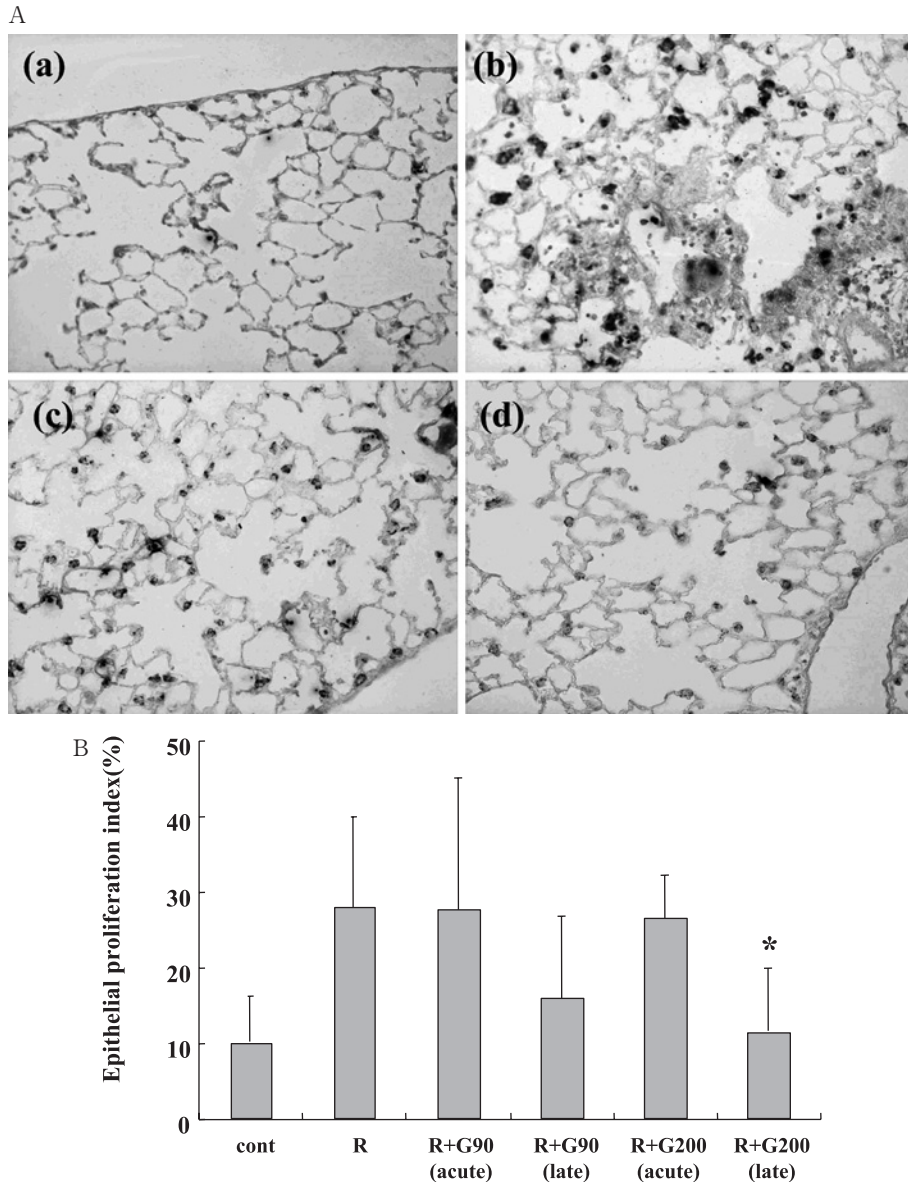 A
(a)
(b)
(c)
(d)
B
Epithelial proliferation index(%)
50
40
30
20
10
0
*
cont
R
R+G90
(acute)
R+G90
(late)
R+G200
(acute)
R+G200
(late)